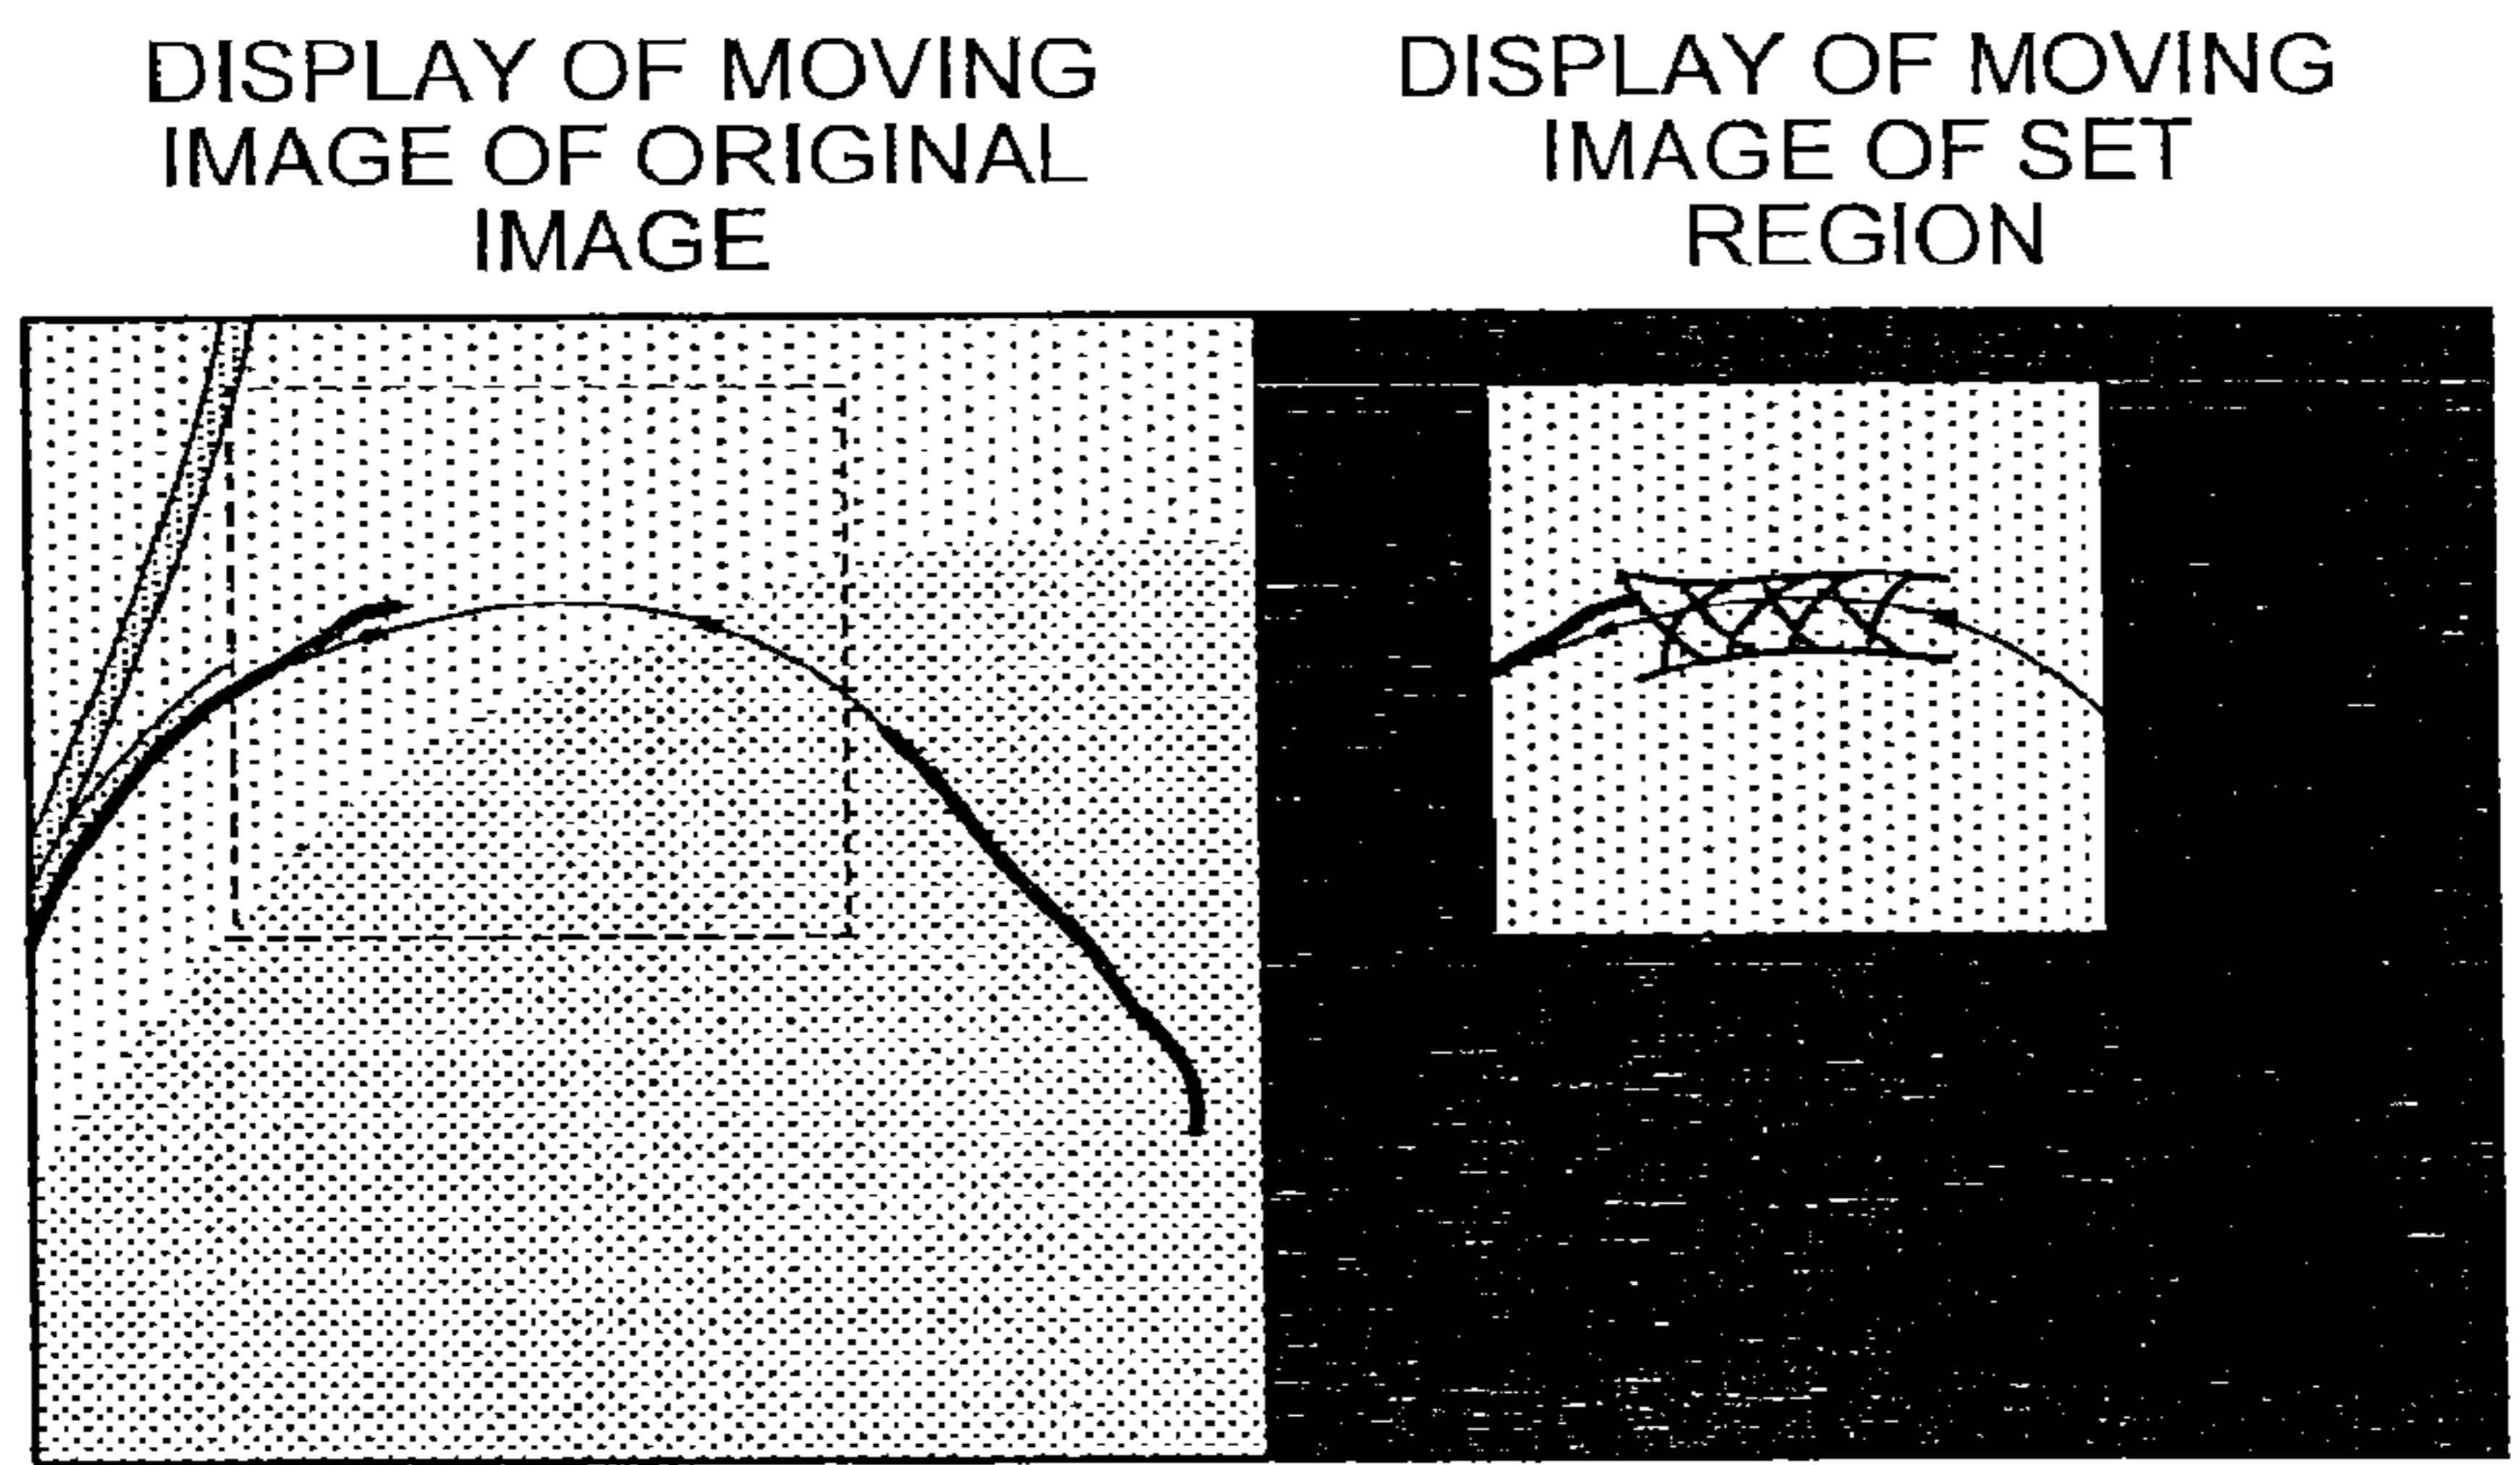 DISPLAY OF MOVING
IMAGE OF ORIGINAL
IMAGE
DISPLAY OF MOVING
IMAGE OF SET
REGION